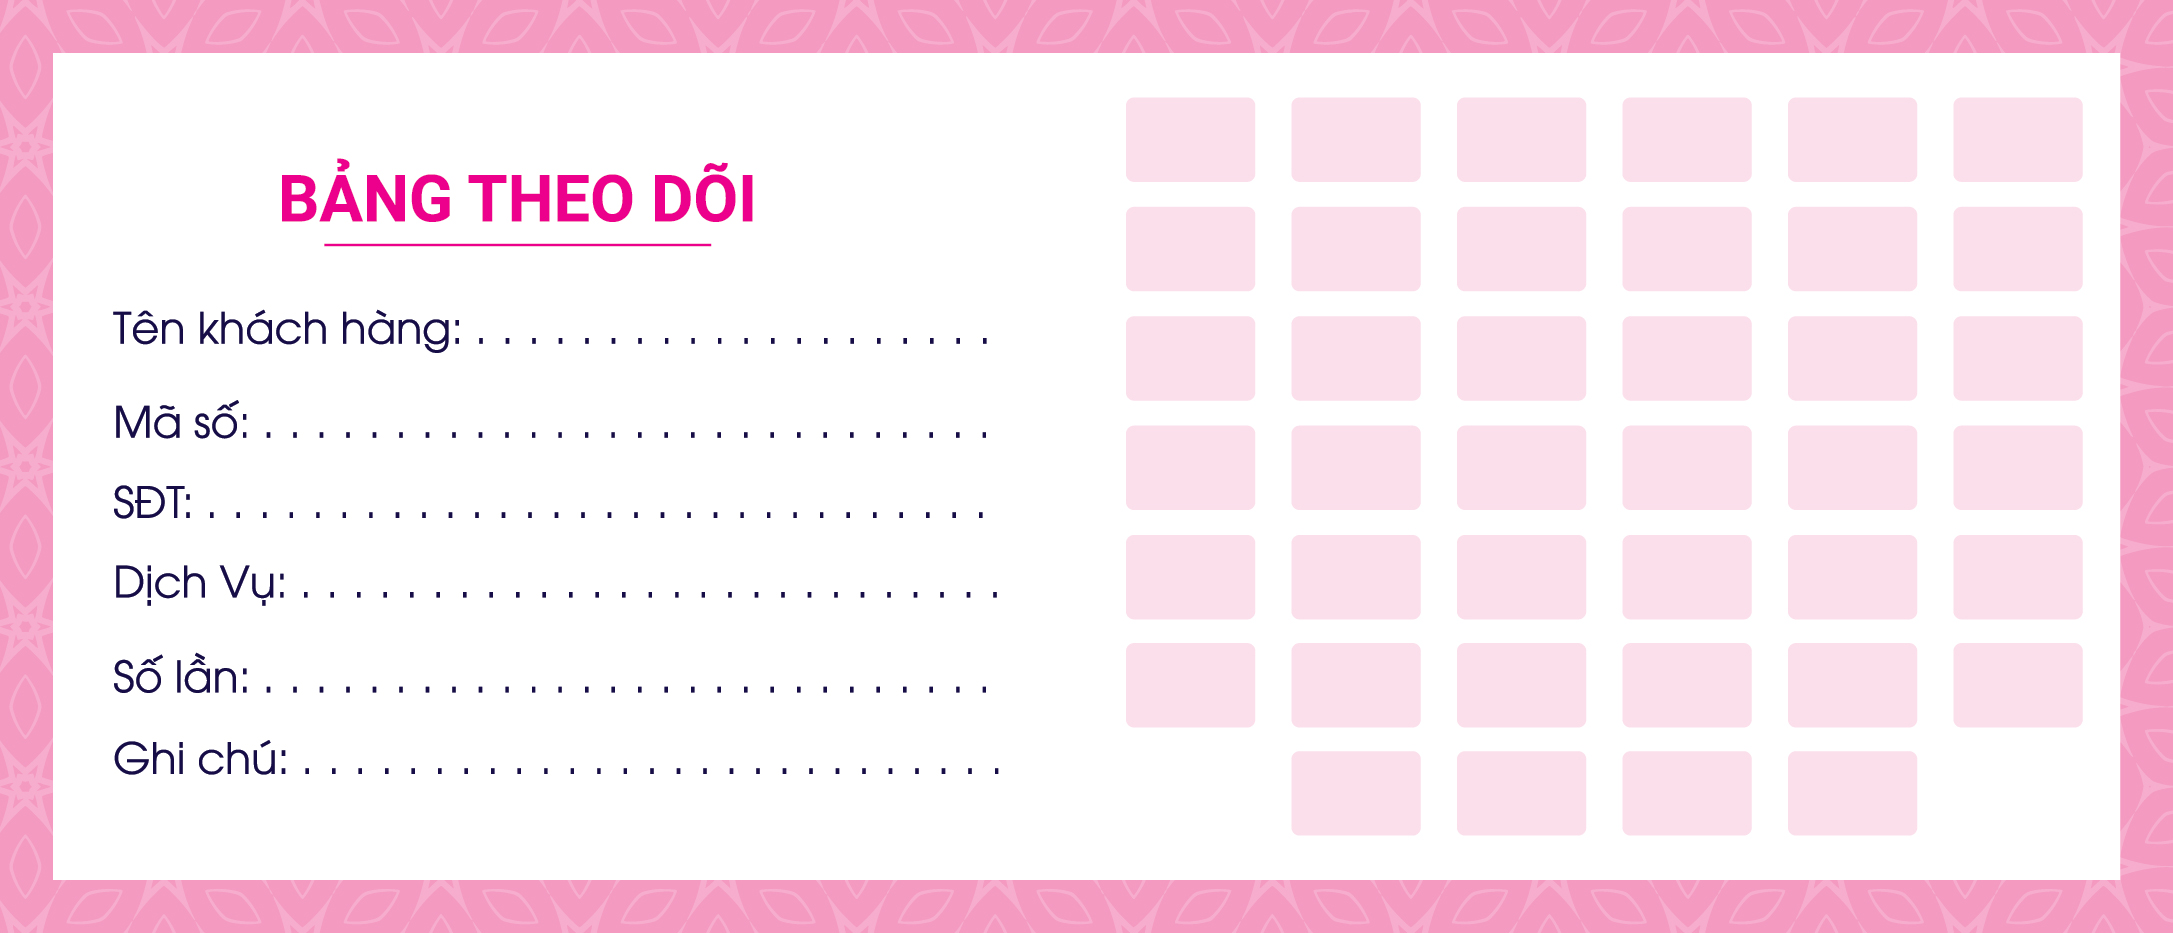 BẢNG THEO DÕI
Tên khách hàng: . . . . . . . . . . . . . . . . . . . .
Mã số: . . . . . . . . . . . . . . . . . . . . . . . . . . . .
SĐT: . . . . . . . . . . . . . . . . . . . . . . . . . . . . . .
Dịch Vụ: . . . . . . . . . . . . . . . . . . . . . . . . . . .
Số lần: . . . . . . . . . . . . . . . . . . . . . . . . . . . .
Ghi chú: . . . . . . . . . . . . . . . . . . . . . . . . . . .